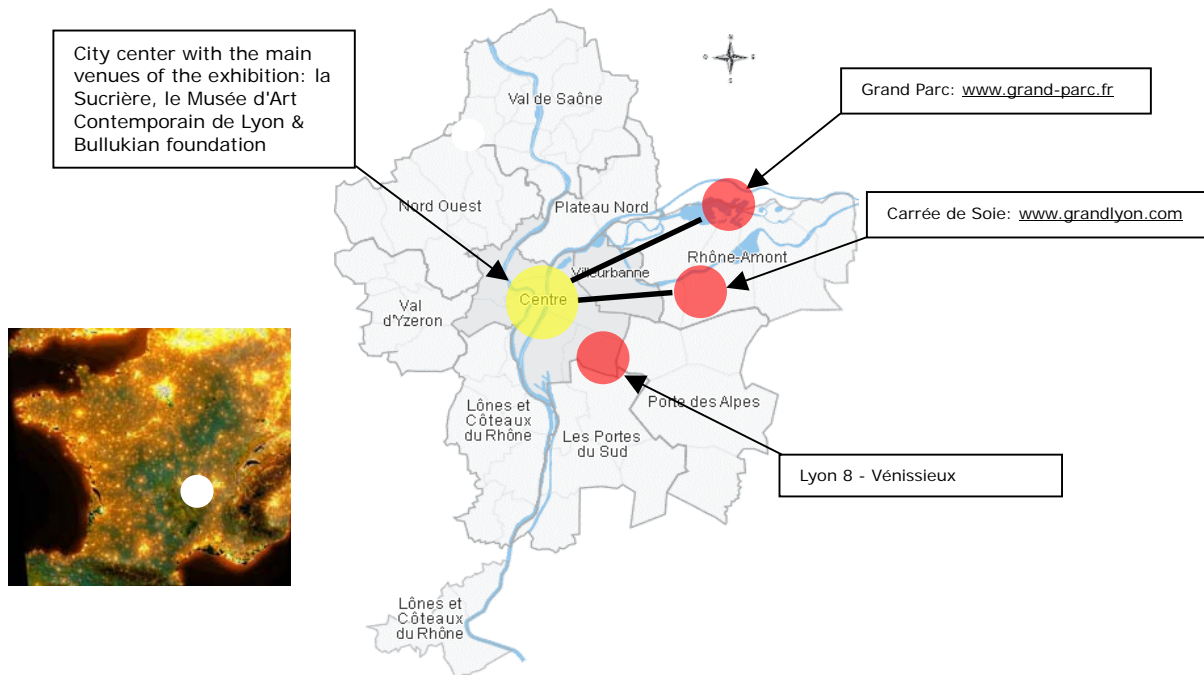 City center with the main
venues of the exhibition: la
Sucrière, le Musée d'Art
Contemporain de Lyon &
Bullukian foundation
N
O
E
S
Grand Parc: www.grand-parc.fr
Carrée de Soie: www.grandlyon.com
Val de Saône
Nord Ouest
Plateau Nord
Rhône-Amont
Villeurbanne
Centre
Val
d'Yzeron
Porte des Alpes
Lônes et
Côteaux
du Rhône
Les Portes
du Sud
Lyon 8 - Vénissieux
Lônes et
Côteaux
du Rhône